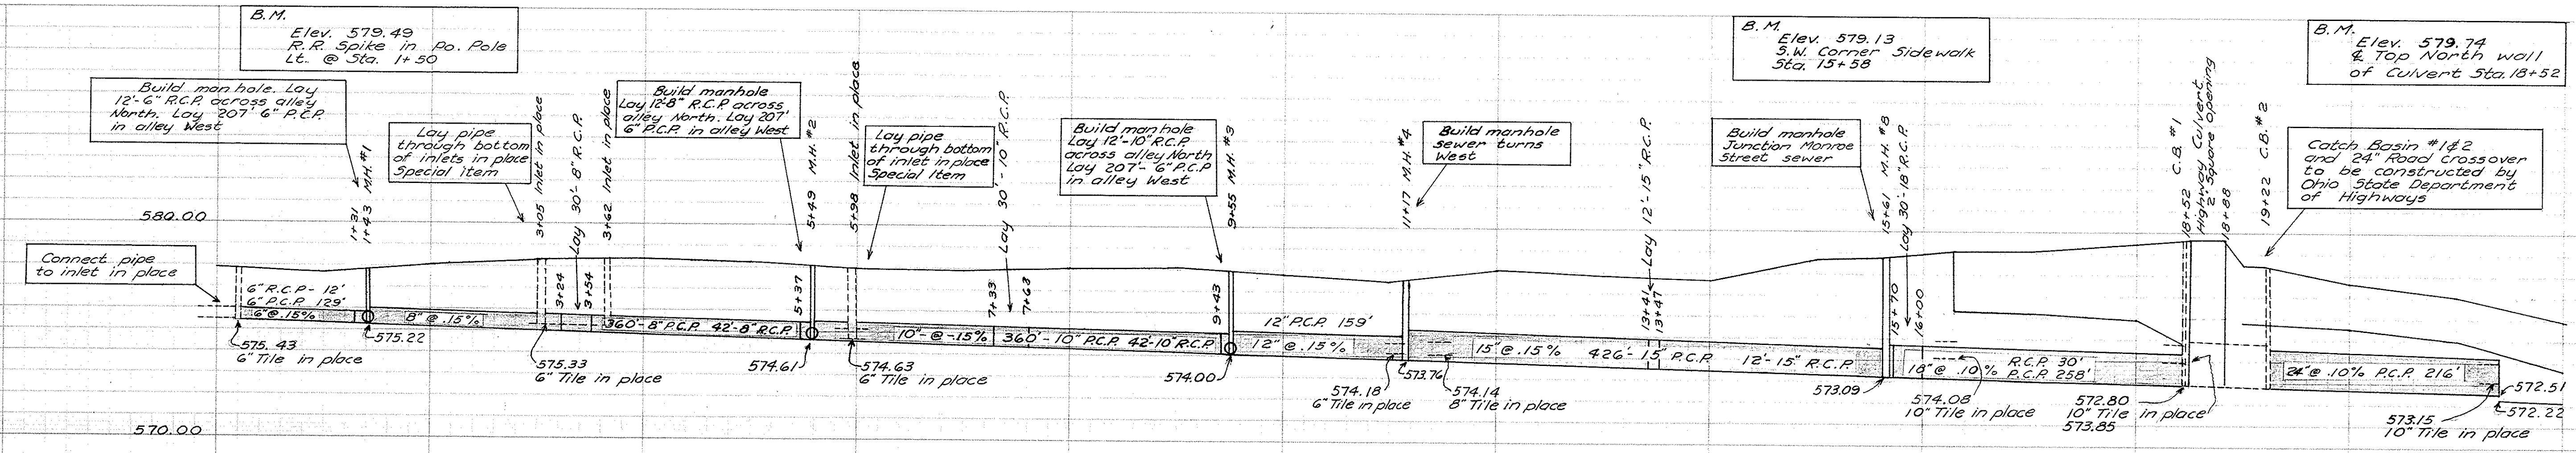 B.M.
Elev. 579.49
R.R. Spike in Po. Pole
Lt. @ Sta. 1+50
B.M.
Elev. 579.13
S.W. Corner Sidewalk
Sta. 15+58
B.M.
Elev. 579.74
℄ Top North wall
of Culvert Sta. 18+52
Build manhole. Lay
12'-6" R.C.P. across alley
North. Lay 207' 6" P.C.P.
in alley West
1+31
1+43 M.H. #1
Lay pipe
through bottom
of inlets in place
Special Item
3+05 Inlet in place
Lay 30'- 8" R.C.P.
3+62 Inlet in place
Build manhole
Lay 12'-8" R.C.P. across
alley North. Lay 207'
6" P.C.P. in alley West
5+49 M.H. #2
5+98 Inlet in place
Lay pipe
through bottom
of inlet in place
Special Item
Lay 30'-10" R.C.P.
Build manhole
Lay 12'-10" R.C.P.
across alley North
Lay 207'- 6" P.C.P
in alley West
9+55 M.H. #3
11+17 M.H. #4
Build manhole
sewer turns
West
Lay 12'-15" R.C.P.
Build manhole
Junction Monroe
Street sewer
15+61 M.H. #8
Lay 30'-18" R.C.P.
18+52 C.B. #1
Highway Culvert
2' Square opening
18+88
19+22 C.B. #2
Catch Basin #1&2
and 24" Road crossover
to be constructed by
Ohio State Department
of Highways
580.00
Connect pipe
to inlet in place
6" R.C.P.- 12'
6" P.C.P. 129'
6" @ .15%
8" @ .15%
3+24
3+54
360'-8" P.C.P. 42'-8" R.C.P.
5+37
10"- @ -.15%
7+33
7+63
360'-10" P.C.P. 42'-10" R.C.P.
9+43
12" P.C.P. 159'
12" @ .15%
15" @ .15%
426'- 15" P.C.P.
13+41
13+47
12'-15" R.C.P.
15+70
16+00
18" @ .10%
R.C.P. 30'
P.C.P. 258'
24" @ .10% P.C.P. 216'
575.43
6" Tile in place
575.22
575.33
6" Tile in place
574.61
574.63
6" Tile in place
574.00
574.18
6" Tile in place
573.76
574.14
8" Tile in place
573.09
574.08
10" Tile in place
572.80
10" Tile in place
573.85
573.15
10" Tile in place
572.51
572.22
570.00